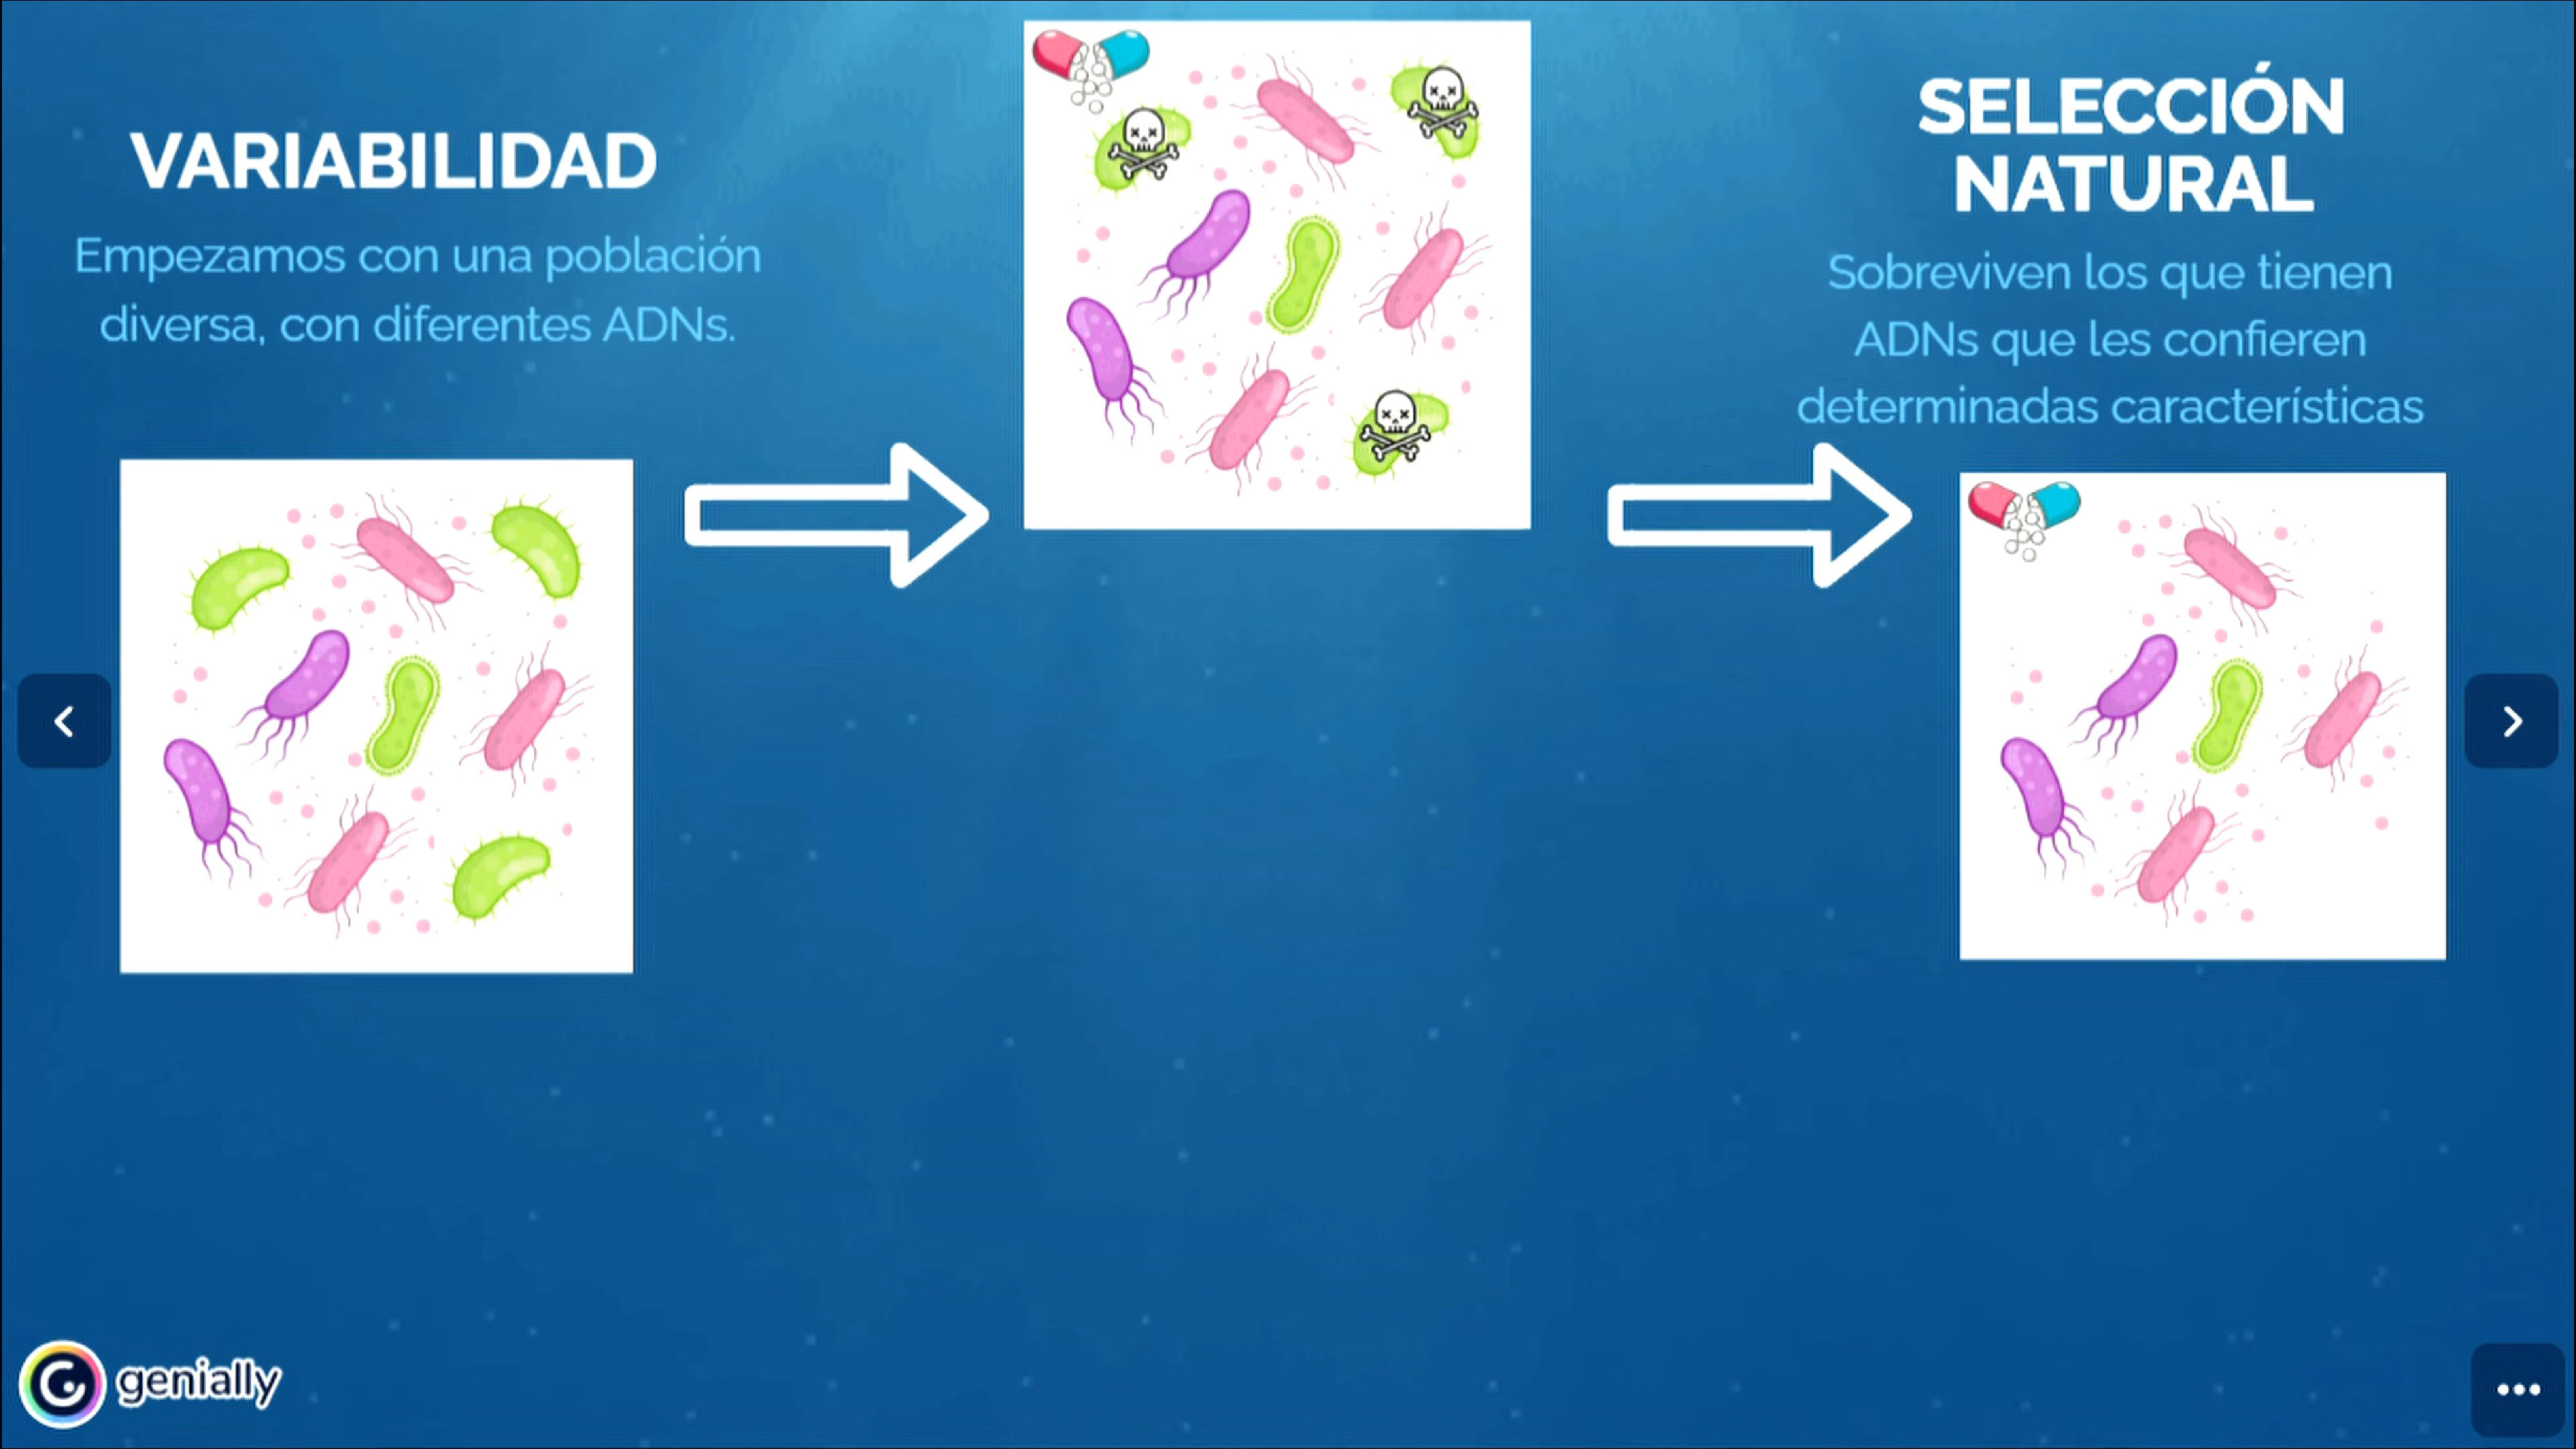 VARIABILIDAD
Empezamos con una población
diversa, con diferentes ADNs.
SELECCIÓN
NATURAL
Sobreviven los que tienen
ADNs que les confieren
determinadas características
genially